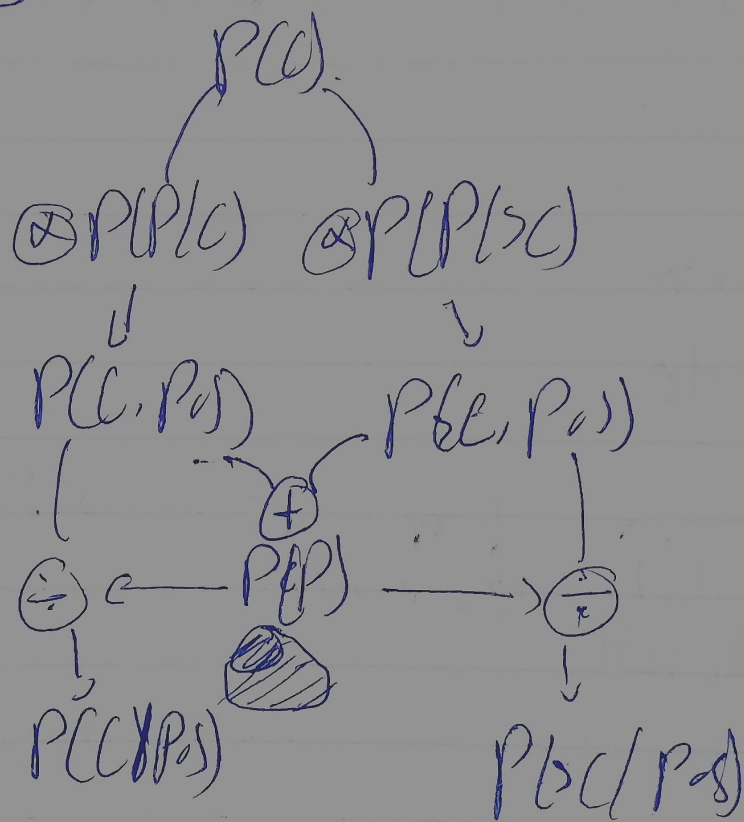 P(C)
⊗ P(P/C) ⊗ P(P/¬C)
P(C, Pos) P(¬C, Pos)
+
÷ P(P) ÷
P(C/Pos) P(¬C/Pos)